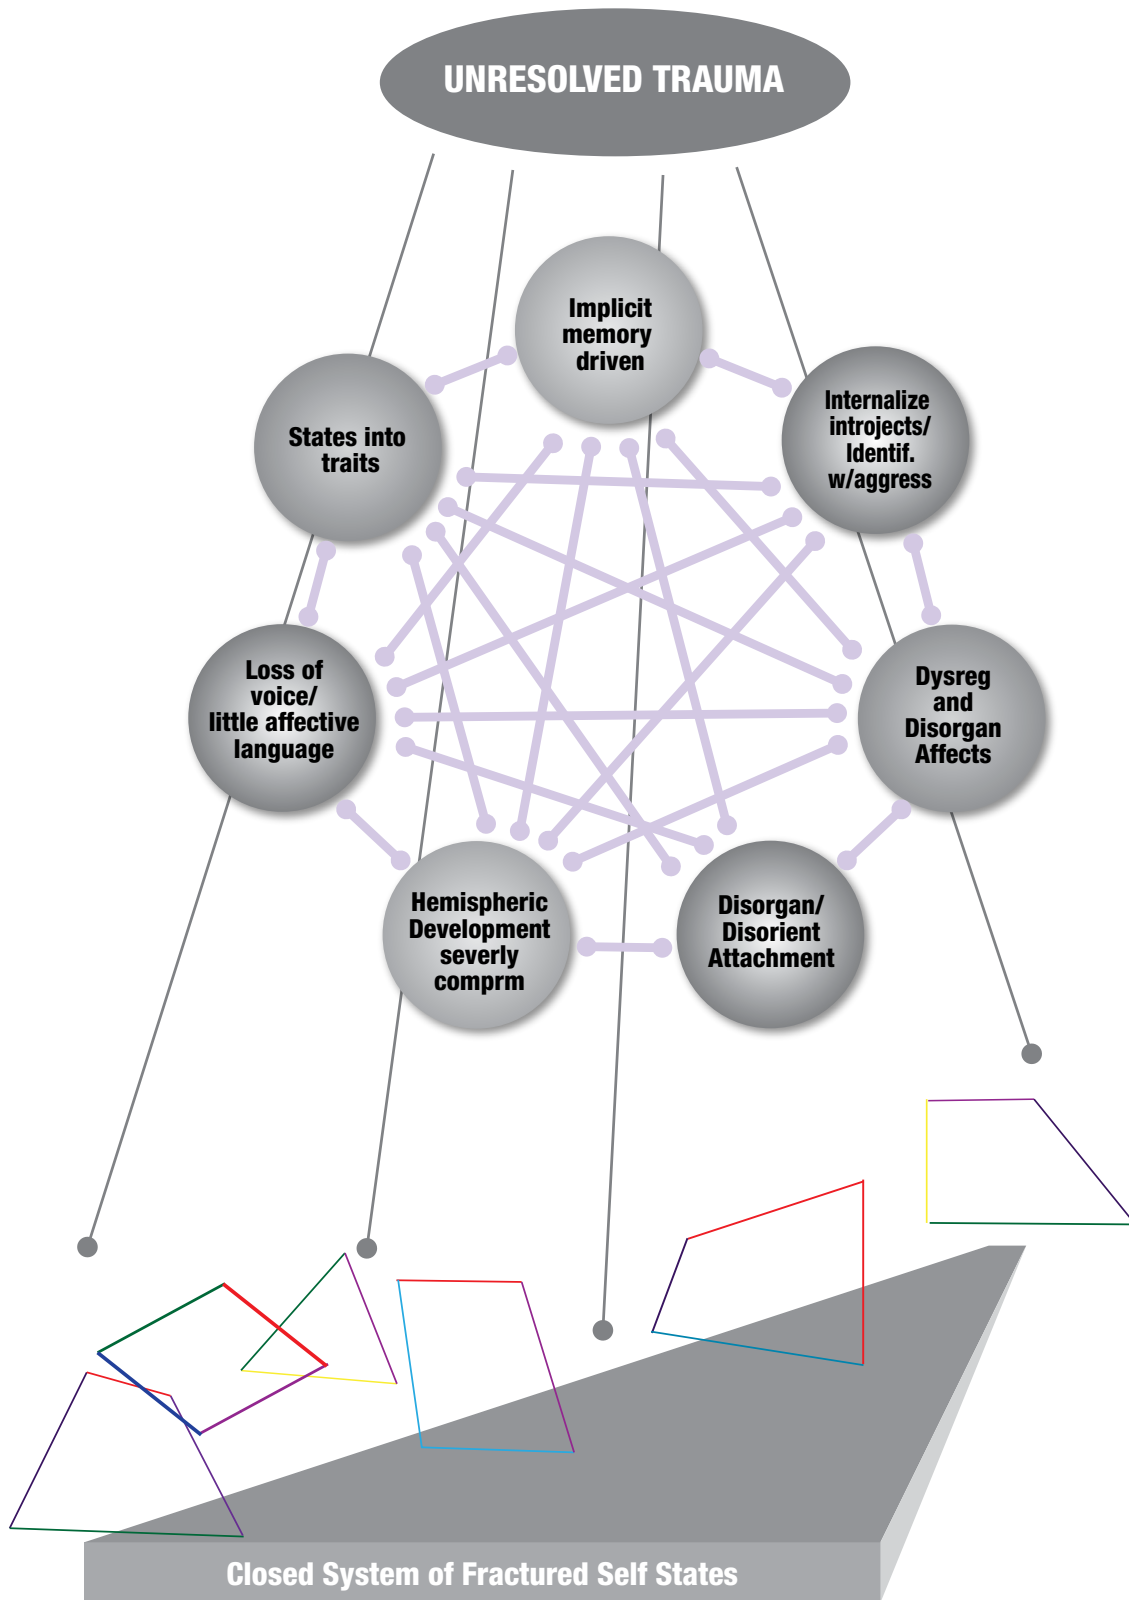 UNRESOLVED TRAUMA
Implicit
memory
driven
Internalize
introjects/
Identif.
w/aggress
States into
traits
Loss of
voice/
little affective
language
Dysreg
and
Disorgan
Affects
Hemispheric
Development
severly
comprm
Disorgan/
Disorient
Attachment
Closed System of Fractured Self States